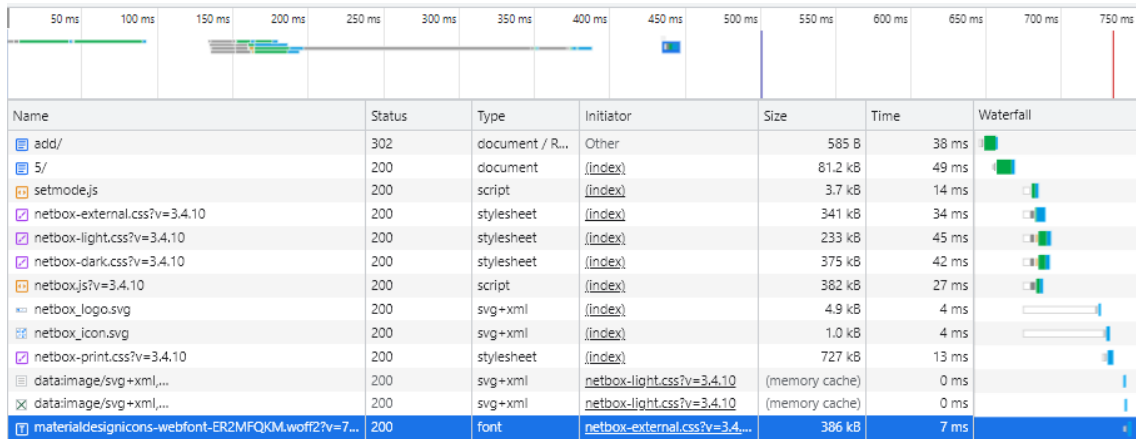 50 ms 100 ms 150 ms 200 ms 250 ms 300 ms 350 ms 400 ms 450 ms 500 ms 550 ms 600 ms 650 ms 700 ms 750 ms
Name Status Type Initiator Size Time Waterfall
add/ 302 document / R... Other 585 B 38 ms
5/ 200 document (index) 81.2 kB 49 ms
setmode.js 200 script (index) 3.7 kB 14 ms
netbox-external.css?v=3.4.10 200 stylesheet (index) 341 kB 34 ms
netbox-light.css?v=3.4.10 200 stylesheet (index) 233 kB 45 ms
netbox-dark.css?v=3.4.10 200 stylesheet (index) 375 kB 42 ms
netbox.js?v=3.4.10 200 script (index) 382 kB 27 ms
netbox_logo.svg 200 svg+xml (index) 4.9 kB 4 ms
netbox_icon.svg 200 svg+xml (index) 1.0 kB 4 ms
netbox-print.css?v=3.4.10 200 stylesheet (index) 727 kB 13 ms
data:image/svg+xml,... 200 svg+xml netbox-light.css?v=3.4.10 (memory cache) 0 ms
data:image/svg+xml,... 200 svg+xml netbox-light.css?v=3.4.10 (memory cache) 0 ms
materialdesignicons-webfont-ER2MFQKM.woff2?v=7... 200 font netbox-external.css?v=3.4.... 386 kB 7 ms